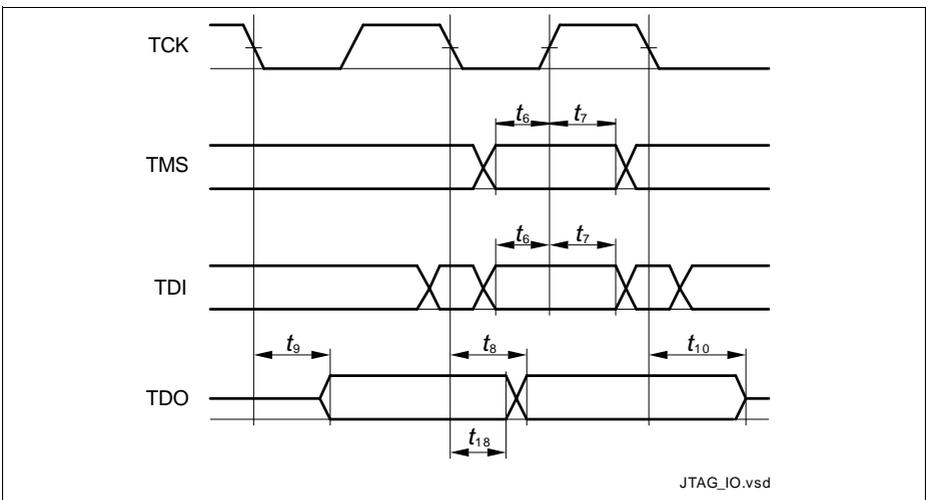 TCK
t6 t7
TMS
t6 t7
TDI
t9 t8 t10
TDO
t18
JTAG_IO.vsd